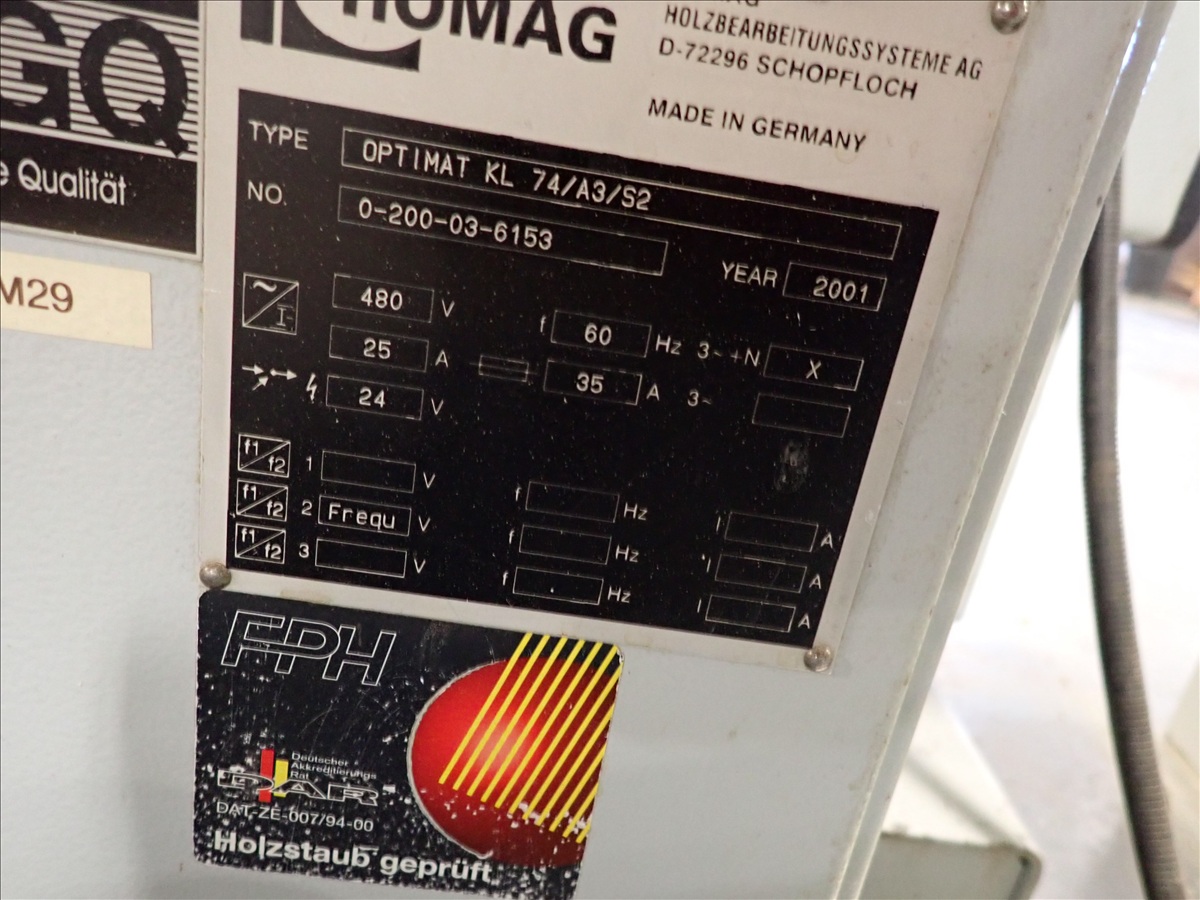 HOMAG
HOLZBEARBEITUNGSSYSTEME AG
D-72296 SCHOPFLOCH
MADE IN GERMANY
GQ
Qualität
M29
TYPE OPTIMAT KL 74/A3/S2
NO. 0-200-03-6153
YEAR 2001
480 V f 60 Hz 3~ +N X
25 A 35 A 3~
24 V
f1/f2 1 V f Hz I A
f1/f2 2 Frequ V f Hz I A
f1/f2 3 V f Hz I A
FPH
Deutscher
Akkreditierungs
Rat
DAR
DAT-ZE-007/94-00
Holzstaub geprüft